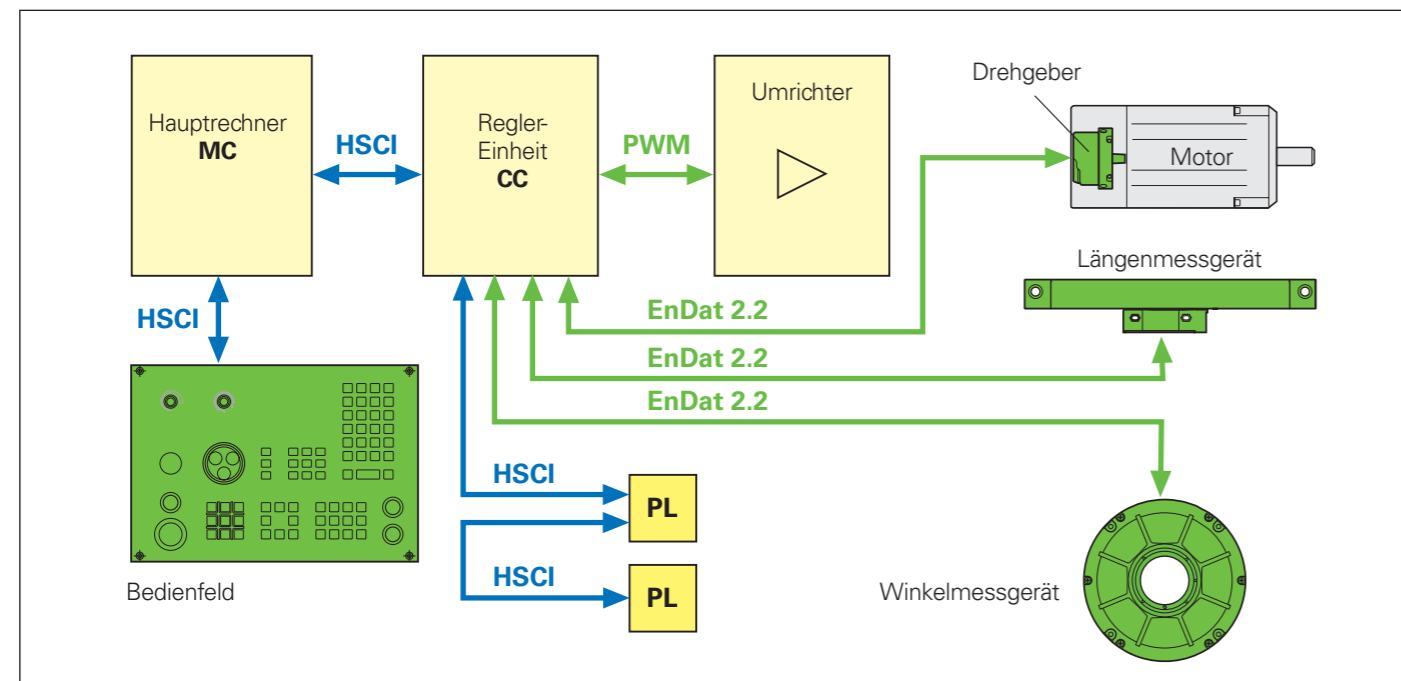 Hauptrechner
MC
HSCI
Regler-
Einheit
CC
PWM
Umrichter
Drehgeber
Motor
Längenmessgerät
HSCI
EnDat 2.2
EnDat 2.2
EnDat 2.2
HSCI
PL
HSCI
PL
Bedienfeld
Winkelmessgerät